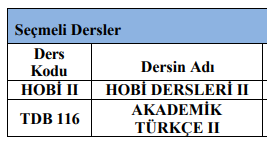 Seçmeli Dersler
Ders
Kodu
Dersin Adı
HOBİ II
HOBİ DERSLERİ II
TDB 116
AKADEMİK
TÜRKÇE II